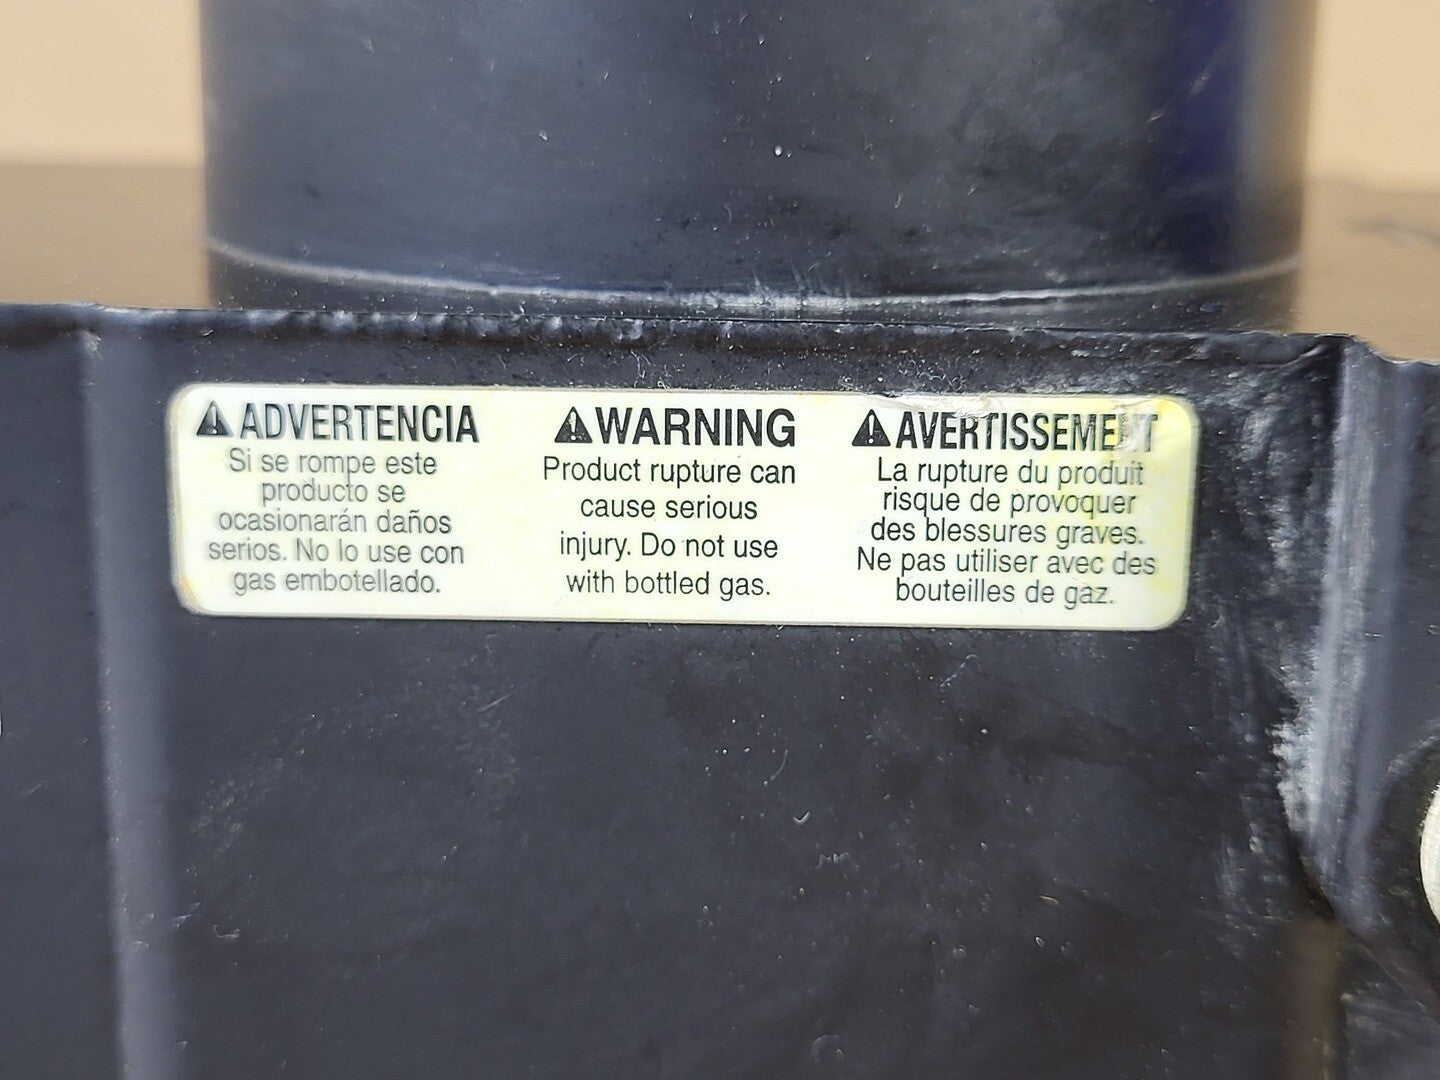 ⚠ADVERTENCIA
Si se rompe este
producto se
ocasionarán daños
serios. No lo use con
gas embotellado.
⚠WARNING
Product rupture can
cause serious
injury. Do not use
with bottled gas.
⚠AVERTISSEMENT
La rupture du produit
risque de provoquer
des blessures graves.
Ne pas utiliser avec des
bouteilles de gaz.